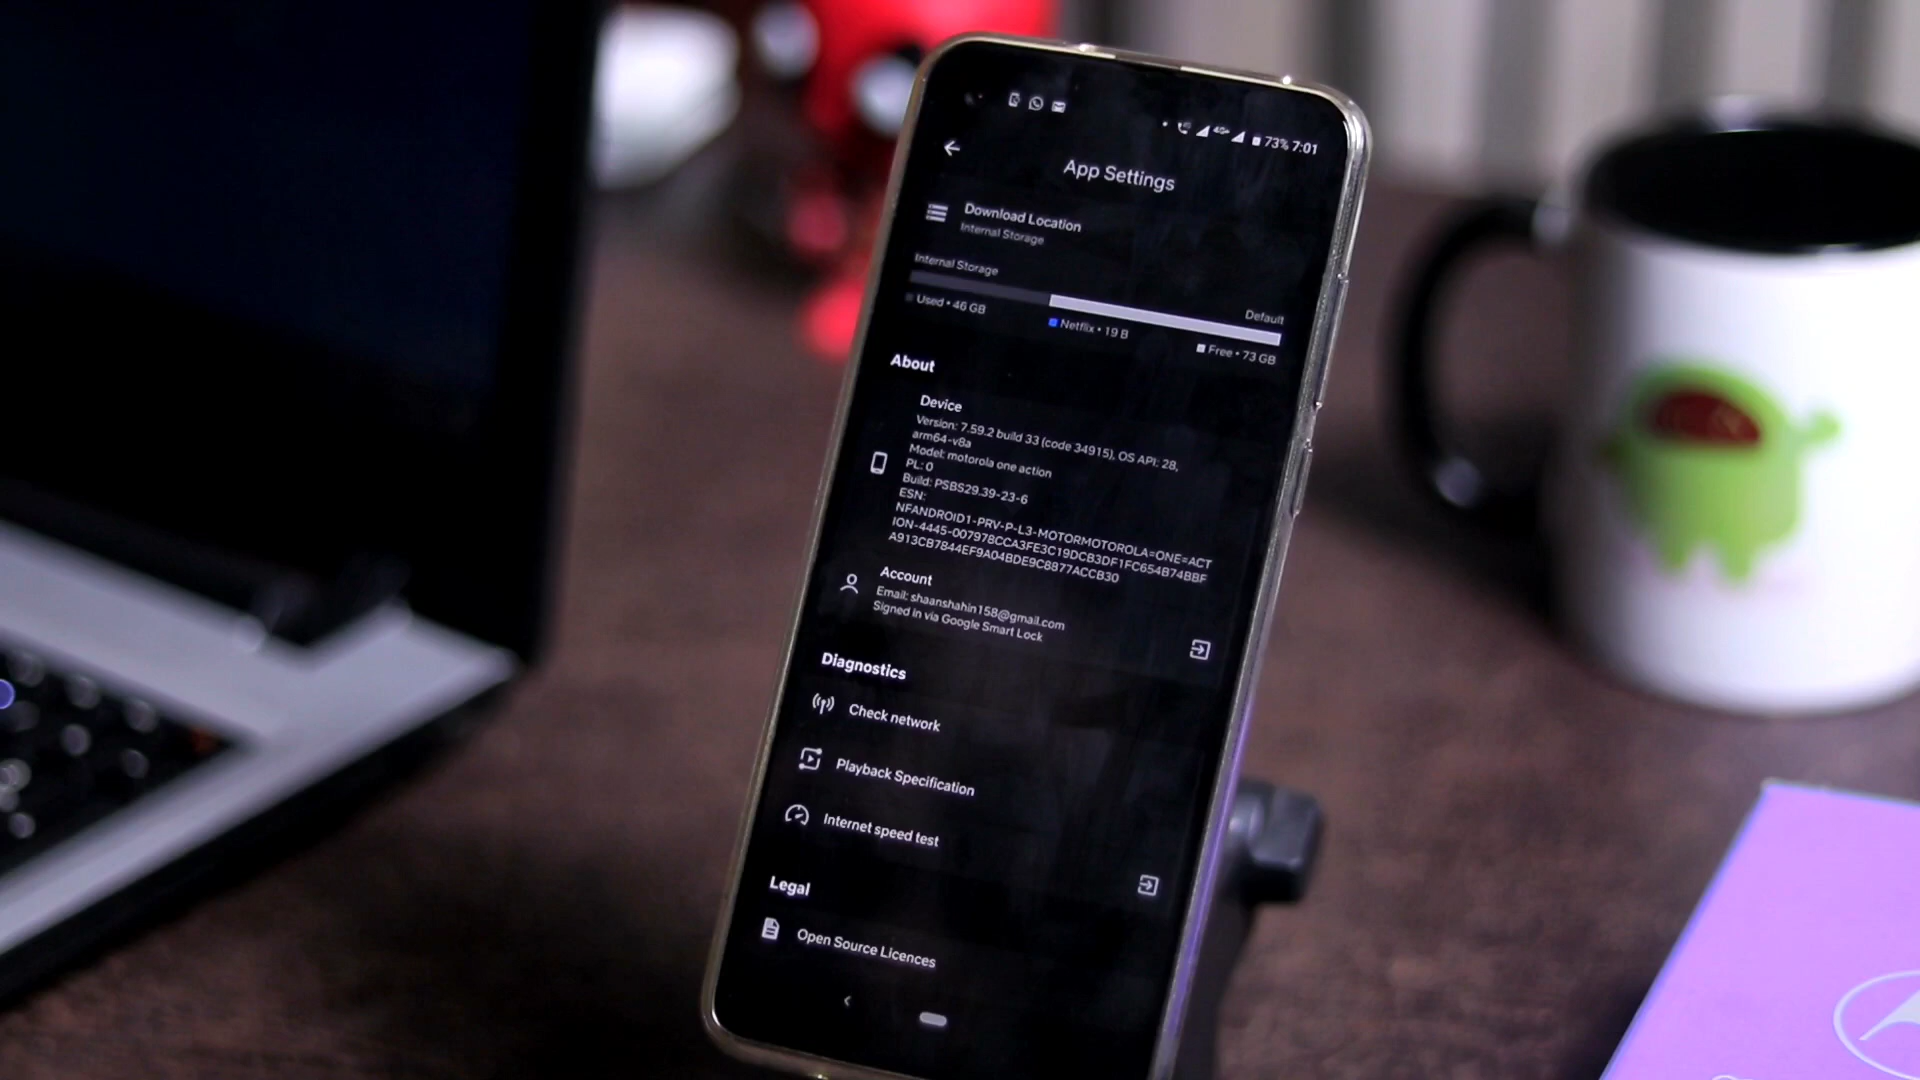 4G+ 73% 7:01
App Settings
Download Location
Internal Storage
Internal Storage
Default
Used • 46 GB
Netflix • 19 B
Free • 73 GB
About
Device
Version: 7.59.2 build 33 (code 34915), OS API: 28,
arm64-v8a
Model: motorola one action
PL: 0
Build: PSBS29.39-23-6
ESN:
NFANDROID1-PRV-P-L3-MOTORMOTOROLA=ONE=ACT
ION-4445-007978CCA3FE3C19DCB3DF1FC654B74BBF
A913CB7844EF9A04BDE9C8877ACCB30
Account
Email: shaanshahin158@gmail.com
Signed in via Google Smart Lock
Diagnostics
Check network
Playback Specification
Internet speed test
Legal
Open Source Licences